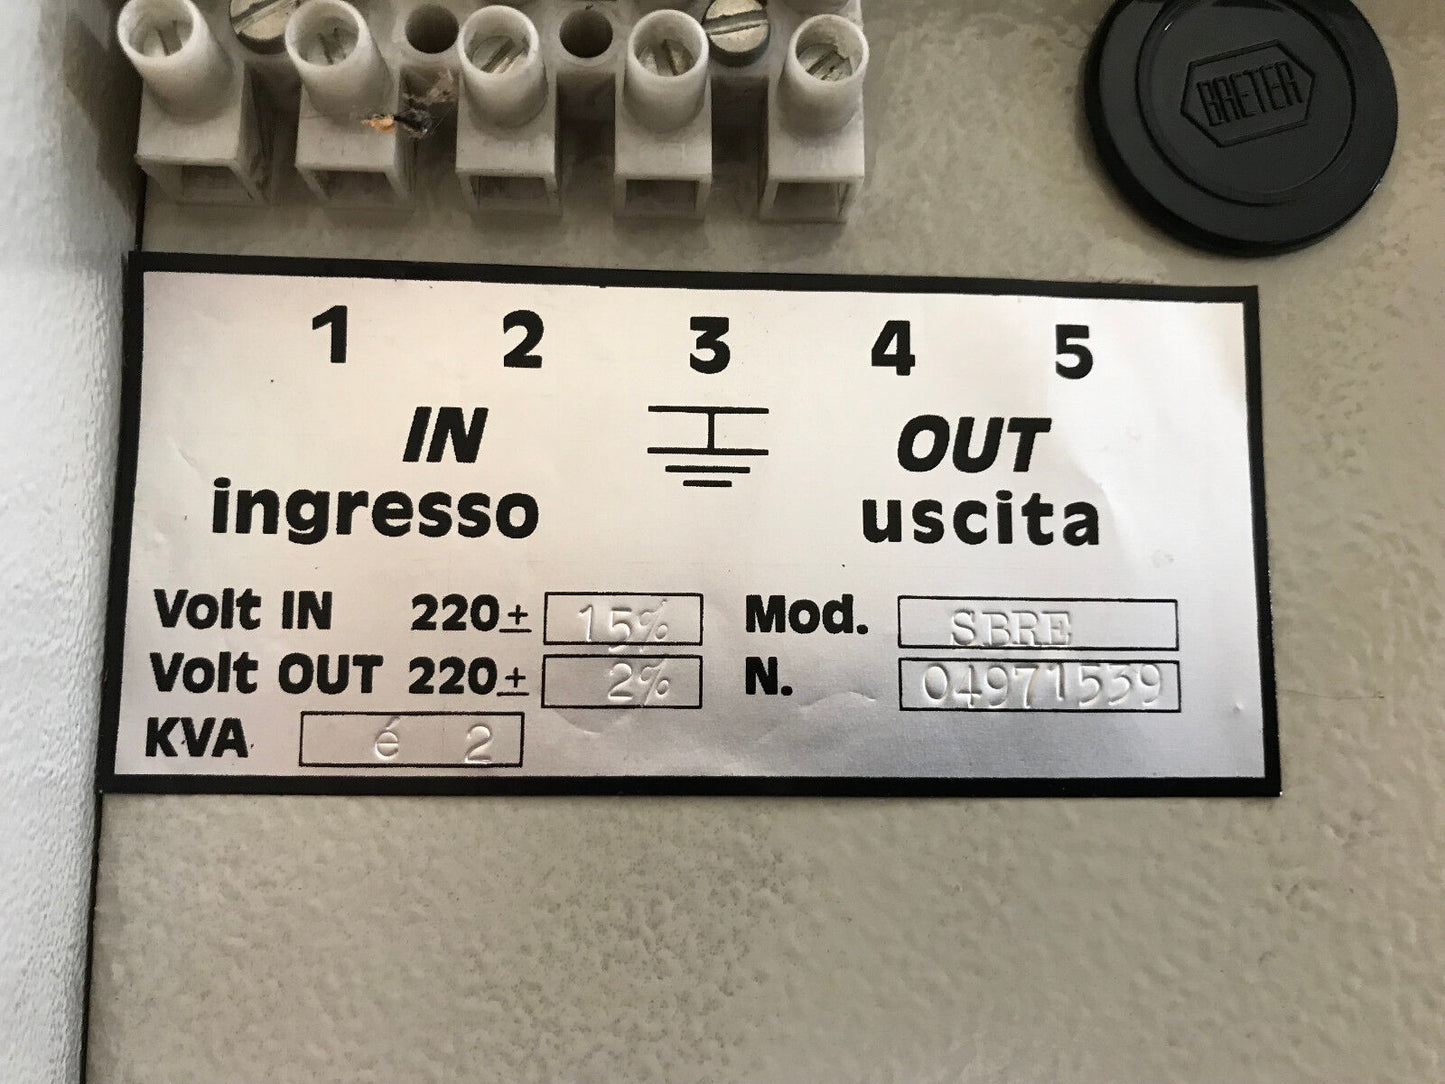 BRETER
1 2 3 4 5
IN OUT
ingresso uscita
Volt IN 220± 15% Mod. SBRE
Volt OUT 220± 2% N. 04971539
KVA é 2